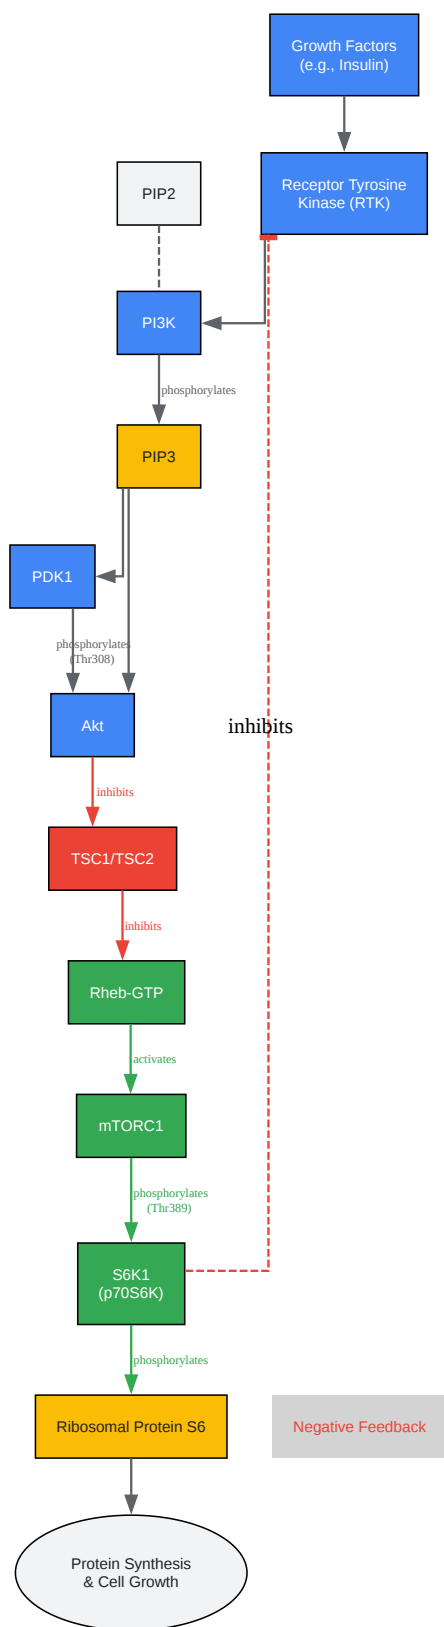 Growth Factors
(e.g., Insulin)
Receptor Tyrosine
Kinase (RTK)
PIP2
PI3K
phosphorylates
PIP3
PDK1
phosphorylates
(Thr308)
Akt
inhibits
inhibits
TSC1/TSC2
inhibits
Rheb-GTP
activates
mTORC1
phosphorylates
(Thr389)
S6K1
(p70S6K)
phosphorylates
Ribosomal Protein S6
Negative Feedback
Protein Synthesis
& Cell Growth